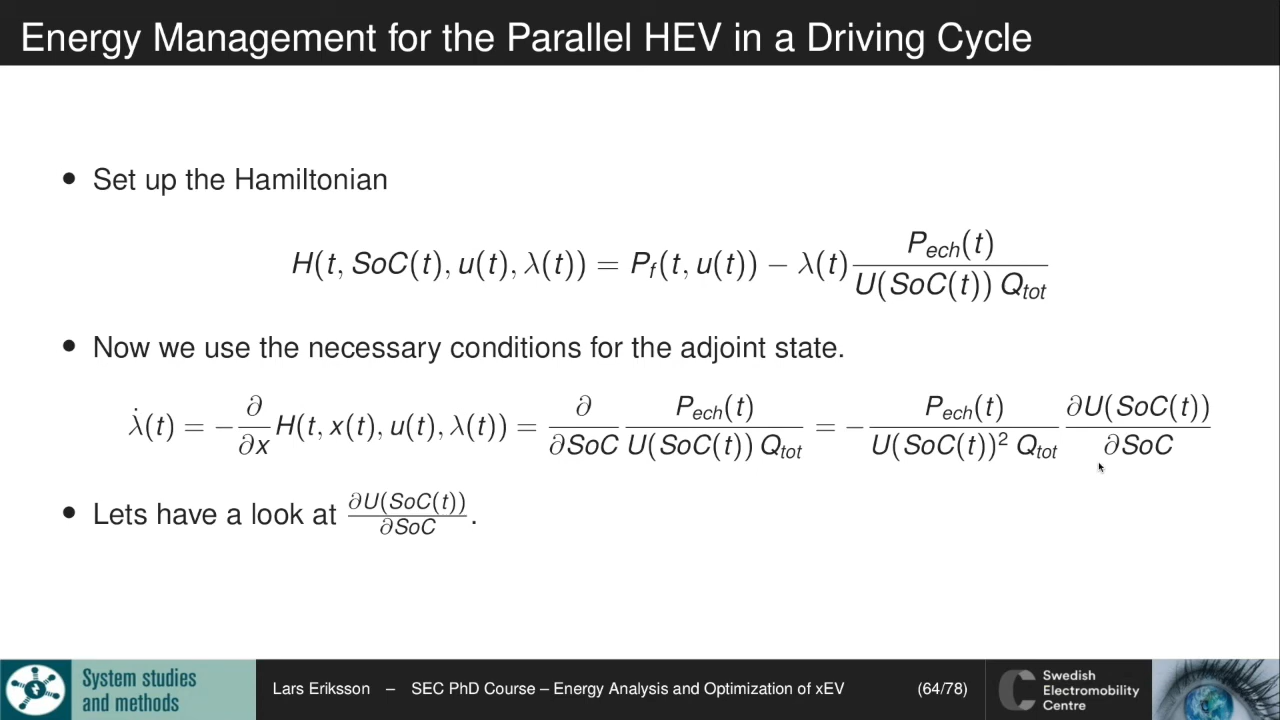 Energy Management for the Parallel HEV in a Driving Cycle
• Set up the Hamiltonian
H(t, SoC(t), u(t), λ(t)) = P_f(t, u(t)) − λ(t) P_ech(t) / U(SoC(t)) Q_tot
• Now we use the necessary conditions for the adjoint state.
λ̇(t) = − ∂/∂x H(t, x(t), u(t), λ(t)) = ∂/∂SoC P_ech(t) / U(SoC(t)) Q_tot = − P_ech(t) / U(SoC(t))² Q_tot ∂U(SoC(t)) / ∂SoC
• Lets have a look at ∂U(SoC(t)) / ∂SoC .
System studies
and methods
Lars Eriksson – SEC PhD Course – Energy Analysis and Optimization of xEV (64/78)
Swedish
Electromobility
Centre